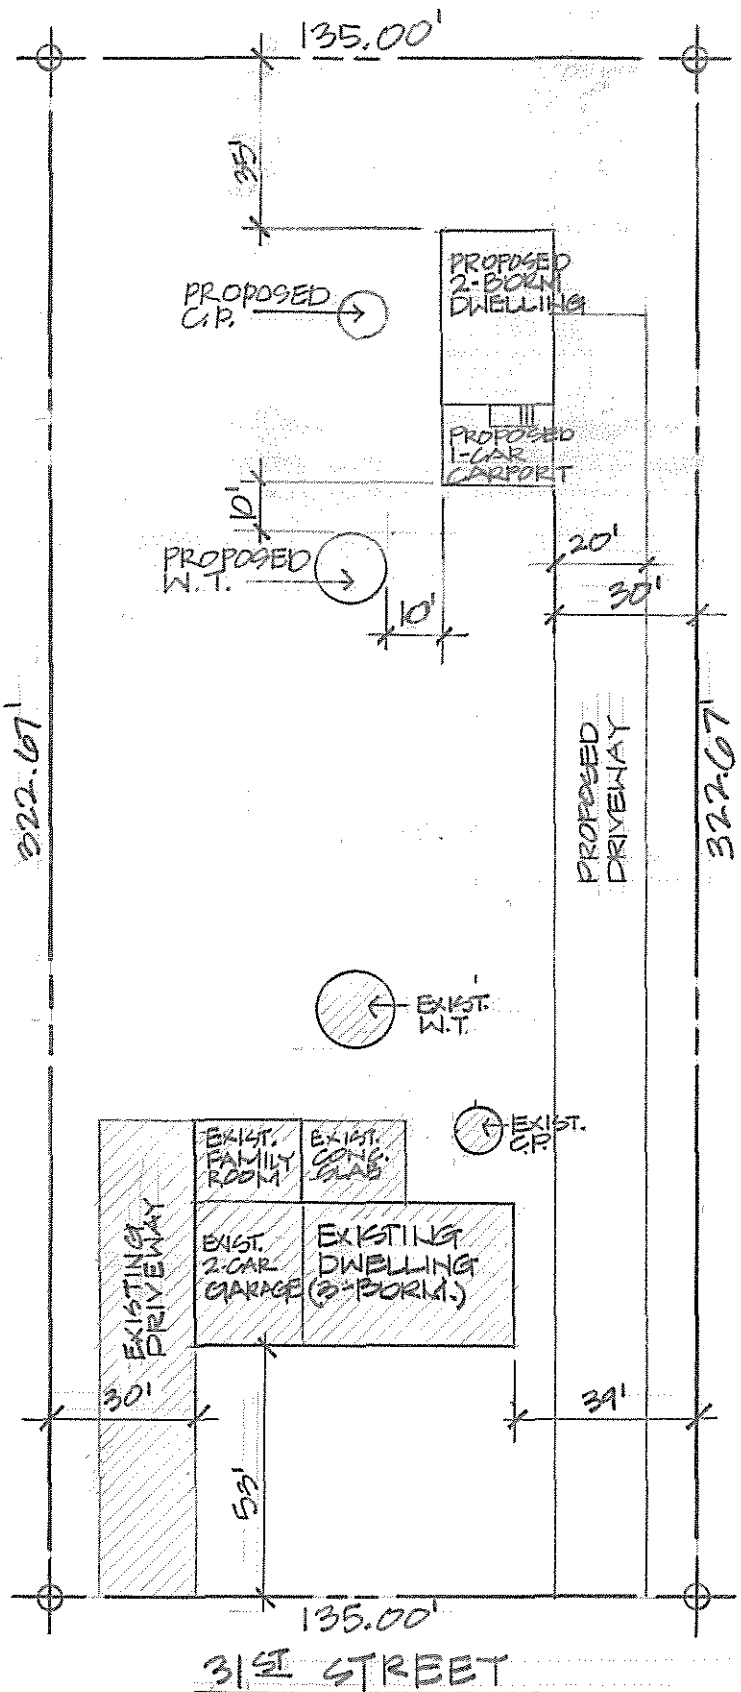 135.00'
35'
PROPOSED
2-BDRM
DWELLING
PROPOSED
C.P.
PROPOSED
1-CAR
CARPORT
10'
PROPOSED
W.T.
20'
30'
10'
322.67'
322.67'
PROPOSED
DRIVEWAY
EXIST.
W.T.
EXIST.
C.P.
EXIST.
FAMILY
ROOM
EXIST.
CONC.
SLAB
EXISTING
DRIVEWAY
EXIST.
2-CAR
GARAGE
EXISTING
DWELLING
(3-BDRM.)
30'
39'
53'
135.00'
31ST STREET